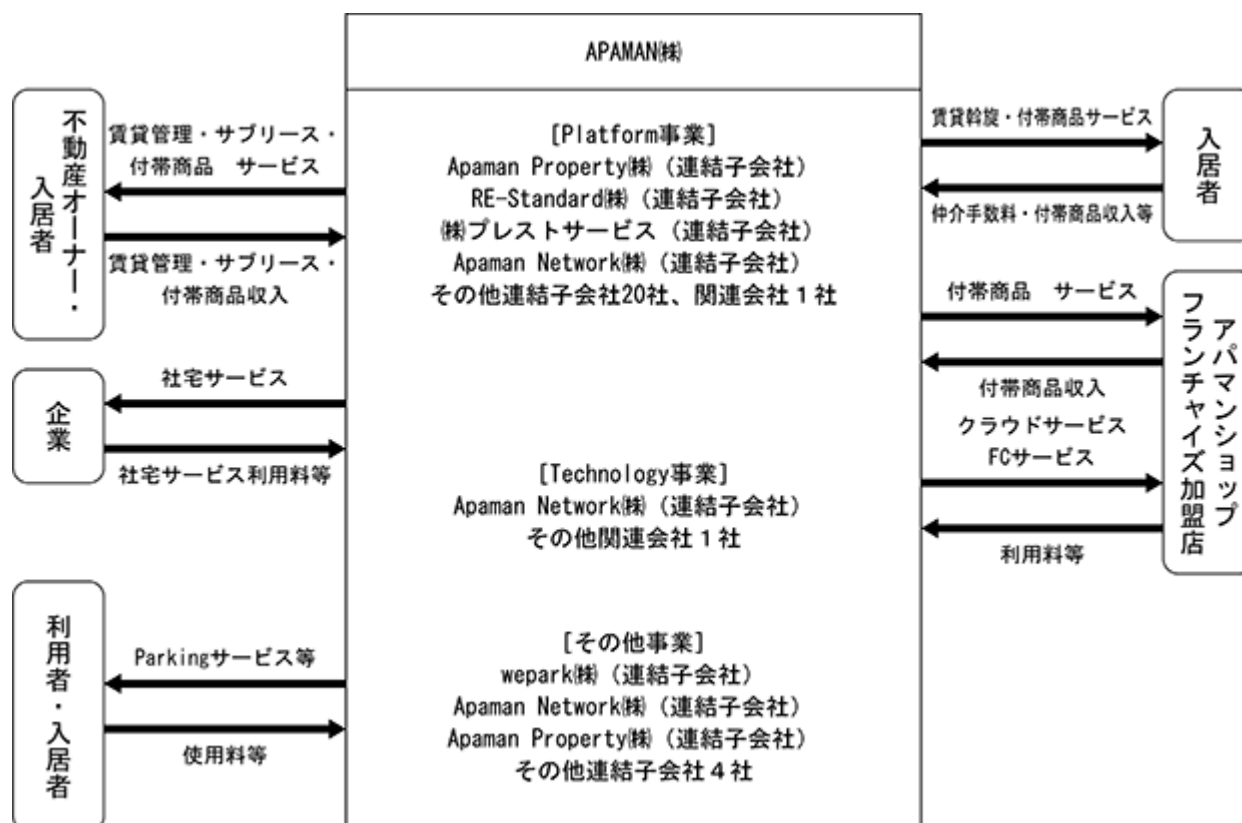 APAMAN㈱
不動産オーナー・
入居者
賃貸管理・サブリース・
付帯商品　サービス
賃貸管理・サブリース・
付帯商品収入
企業
社宅サービス
社宅サービス利用料等
利用者・入居者
Parkingサービス等
使用料等
[Platform事業]
Apaman Property㈱（連結子会社）
RE-Standard㈱（連結子会社）
㈱プレストサービス（連結子会社）
Apaman Network㈱（連結子会社）
その他連結子会社20社、関連会社１社
[Technology事業]
Apaman Network㈱（連結子会社）
その他関連会社１社
[その他事業]
wepark㈱（連結子会社）
Apaman Network㈱（連結子会社）
Apaman Property㈱（連結子会社）
その他連結子会社４社
賃貸斡旋・付帯商品サービス
仲介手数料・付帯商品収入等
入居者
付帯商品　サービス
付帯商品収入
クラウドサービス
FCサービス
利用料等
アパマンショップ
フランチャイズ加盟店